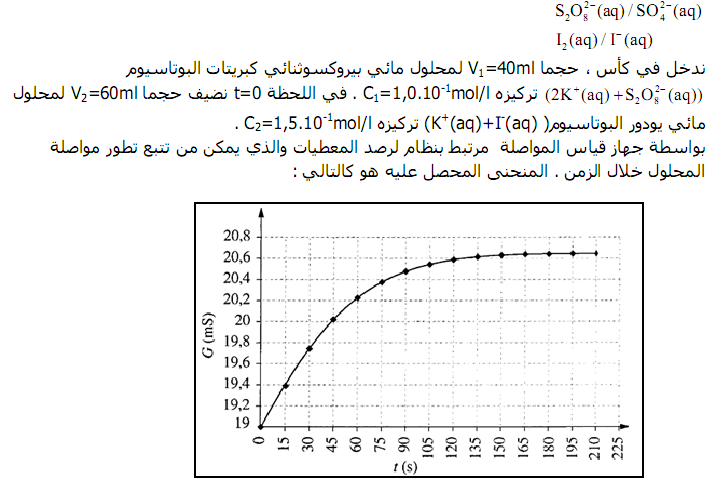 S₂O₈²⁻(aq) / SO₄²⁻(aq)
I₂(aq) / I⁻(aq)
ندخل في كأس ، حجما V₁=40ml لمحلول مائي بيروكسوثنائي كبريتات البوتاسيوم
(2K⁺(aq)+S₂O₈²⁻(aq)) تركيزه C₁=1,0.10⁻¹mol/l . في اللحظة t=0 نضيف حجما V₂=60ml لمحلول
مائي يودور البوتاسيوم( (K⁺(aq)+I⁻(aq) تركيزه C₂=1,5.10⁻¹mol/l .
بواسطة جهاز قياس المواصلة مرتبط بنظام لرصد المعطيات والذي يمكن من تتبع تطور مواصلة
المحلول خلال الزمن . المنحنى المحصل عليه هو كالتالي :
20,8
20,6
20,4
20,2
20
19,8
19,6
19,4
19,2
19
G (mS)
0 15 30 45 60 75 90 105 120 135 150 165 180 195 210 225
t (s)